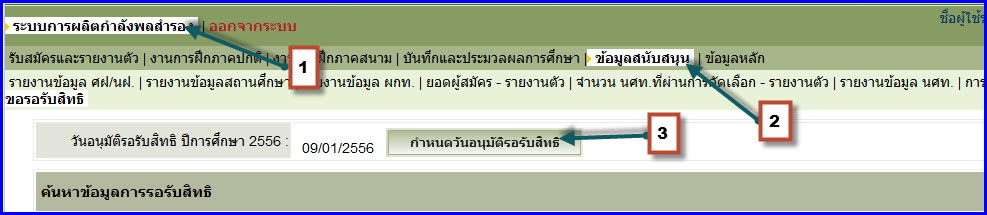 ชื่อผู้ใช้ร
ระบบการผลิตกำลังพลสำรอง | ออกจากระบบ
1
รับสมัครและรายงานตัว | งานการฝึกภาคปกติ | ฝึกภาคสนาม | บันทึกและประมวลผลการศึกษา | ข้อมูลสนับสนุน | ข้อมูลหลัก
รายงานข้อมูล ศฝ/นฝ. | รายงานข้อมูลสถานศึกษา ข้อมูล ผกท. | ยอดผู้สมัคร - รายงานตัว | จำนวน นศท.ที่ผ่านการคัดเลือก - รายงานตัว | รายงานข้อมูล นศท. | การ
ขอรอรับสิทธิ
2
วันอนุมัติรอรับสิทธิ ปีการศึกษา 2556 : 09/01/2556 กำหนดวันอนุมัติรอรับสิทธิ 3
ค้นหาข้อมูลการรอรับสิทธิ